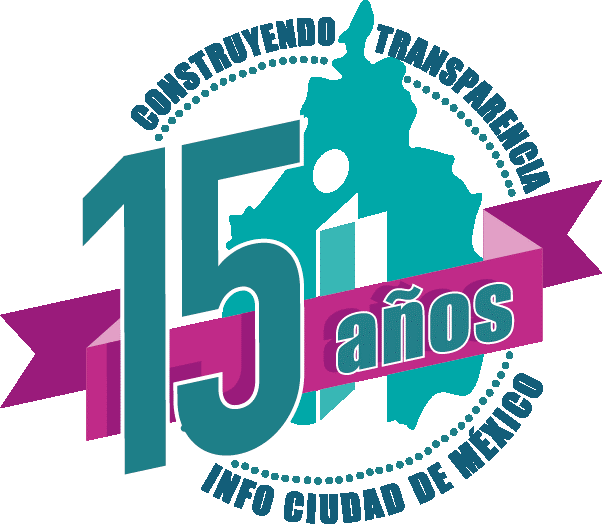 CONSTRUYENDO TRANSPARENCIA
15
años
INFO CIUDAD DE MÉXICO